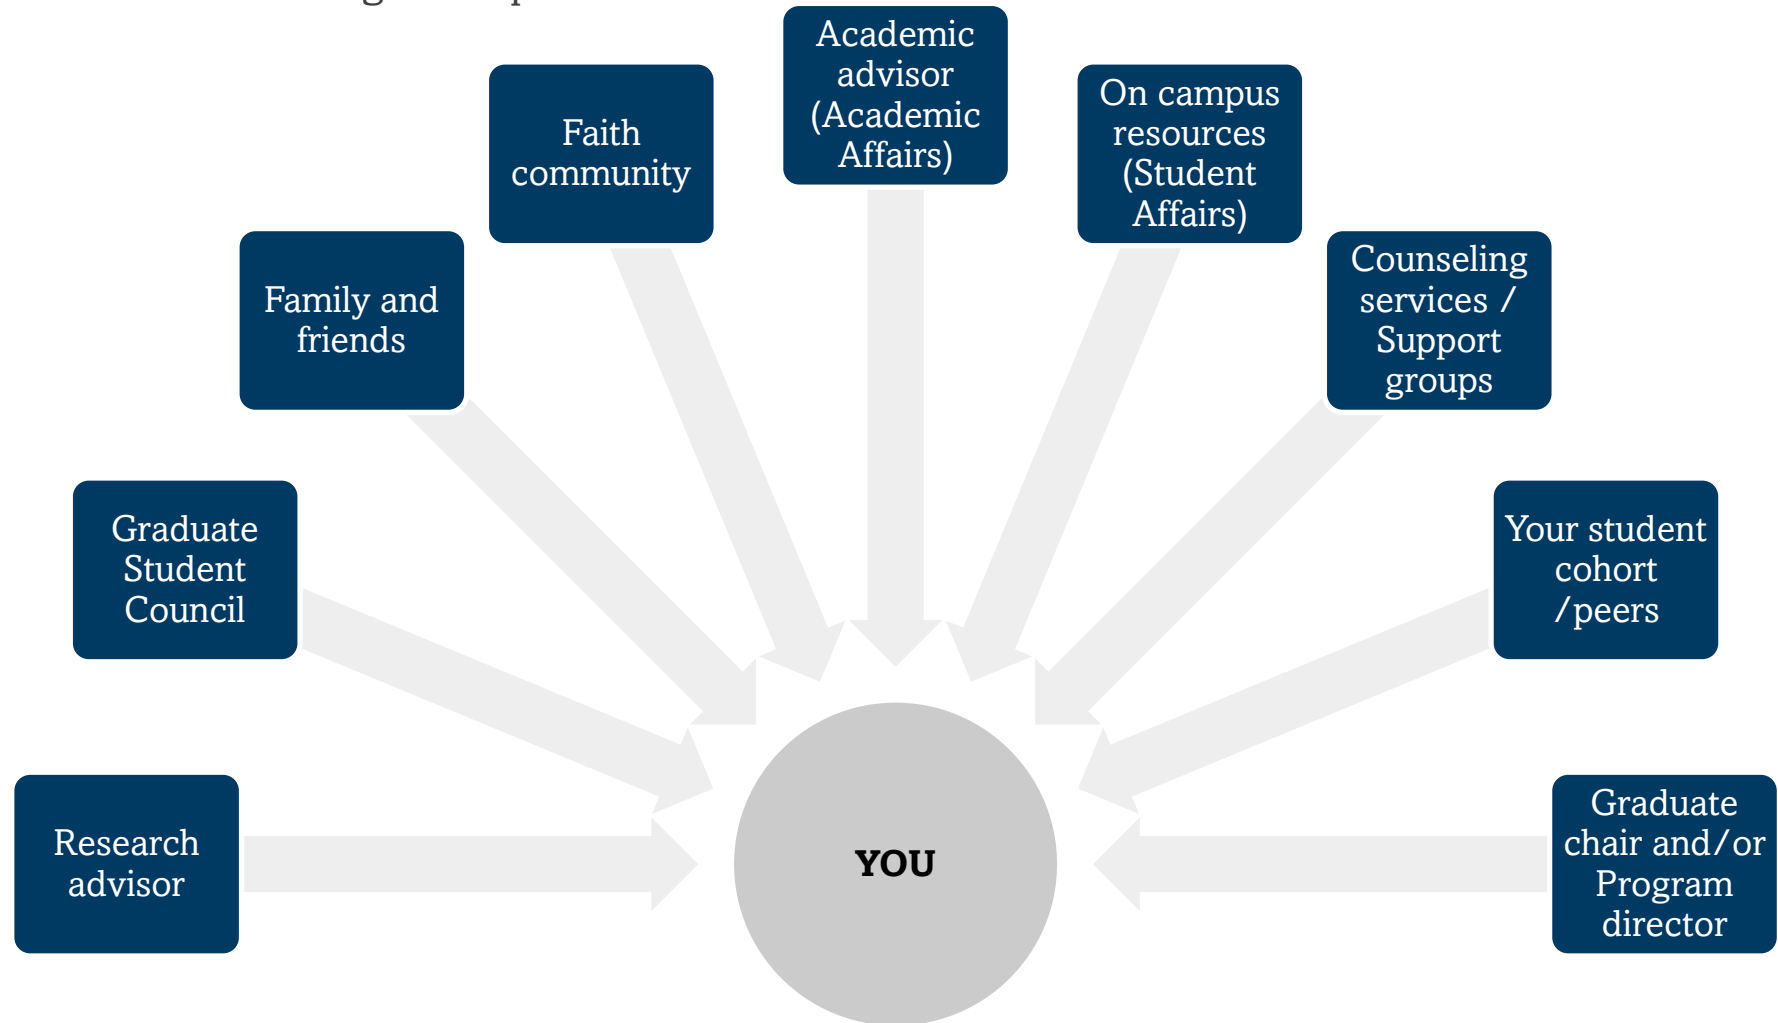 Academic
advisor
(Academic
Affairs)
Faith
community
On campus
resources
(Student
Affairs)
Family and
friends
Counseling
services /
Support
groups
Graduate
Student
Council
Your student
cohort
/peers
Research
advisor
YOU
Graduate
chair and/or
Program
director